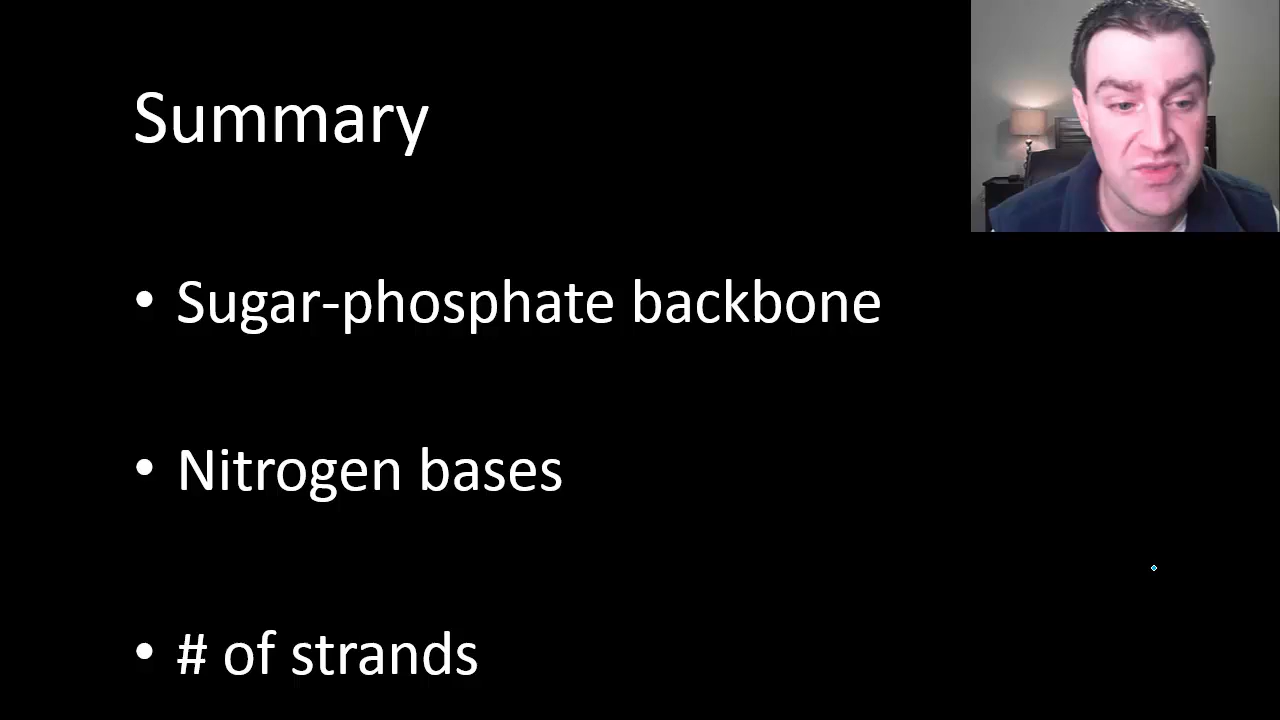 Summary
• Sugar-phosphate backbone
• Nitrogen bases
• # of strands